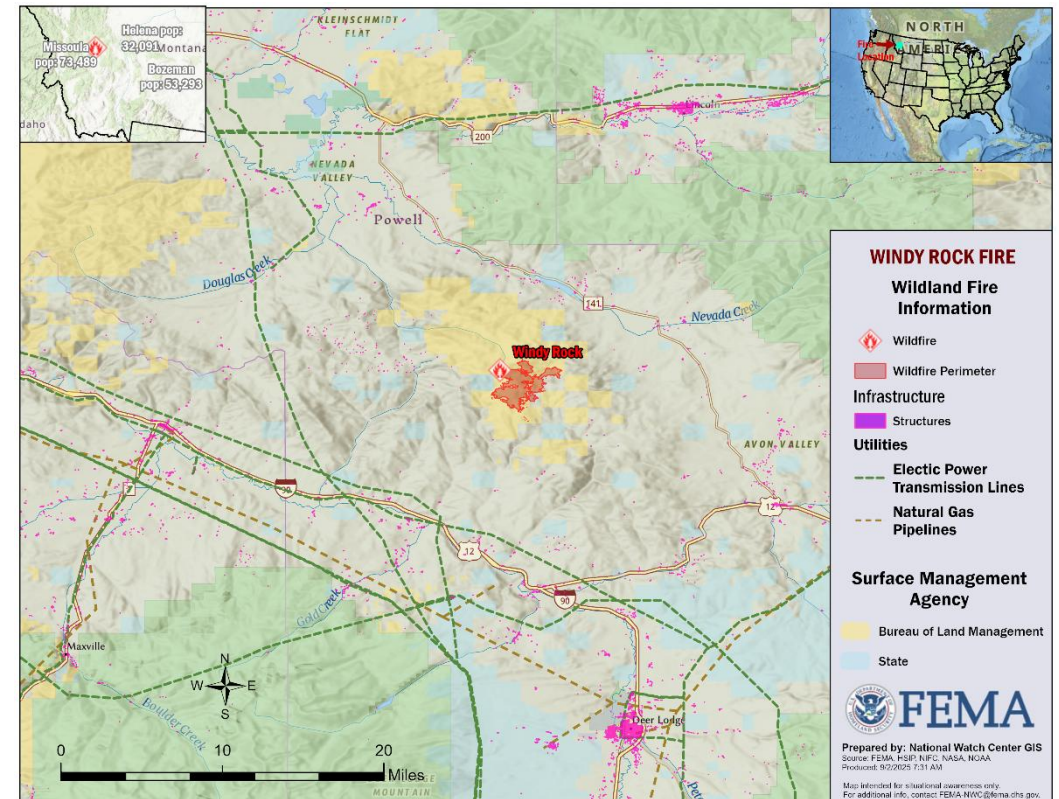 Helena pop:
32,091
Montana
Missoula
pop: 73,489
Bozeman
pop: 53,293
daho
KLEINSCHMIDT
FLAT
NORTH
AMERI
Fire
Location
Lincoln
200
NEVADA
VALLEY
Powell
Douglas Creek
141
Nevada Creek
Windy Rock
AVON VALLEY
90
12
12
90
Gold Creek
Maxville
N
W E
S
Boulder Creek
Deer Lodge
0 10 20
Miles
MOUNTAIN
WINDY ROCK FIRE
Wildland Fire
Information
Wildfire
Wildfire Perimeter
Infrastructure
Structures
Utilities
Electic Power
Transmission Lines
Natural Gas
Pipelines
Surface Management
Agency
Bureau of Land Management
State
FEMA
Prepared by: National Watch Center GIS
Source: FEMA, HSIP, NIFC, NASA, NOAA
Produced: 9/2/2025 7:31 AM
Map intended for situational awareness only.
For additional info, contact FEMA-NWC@fema.dhs.gov.